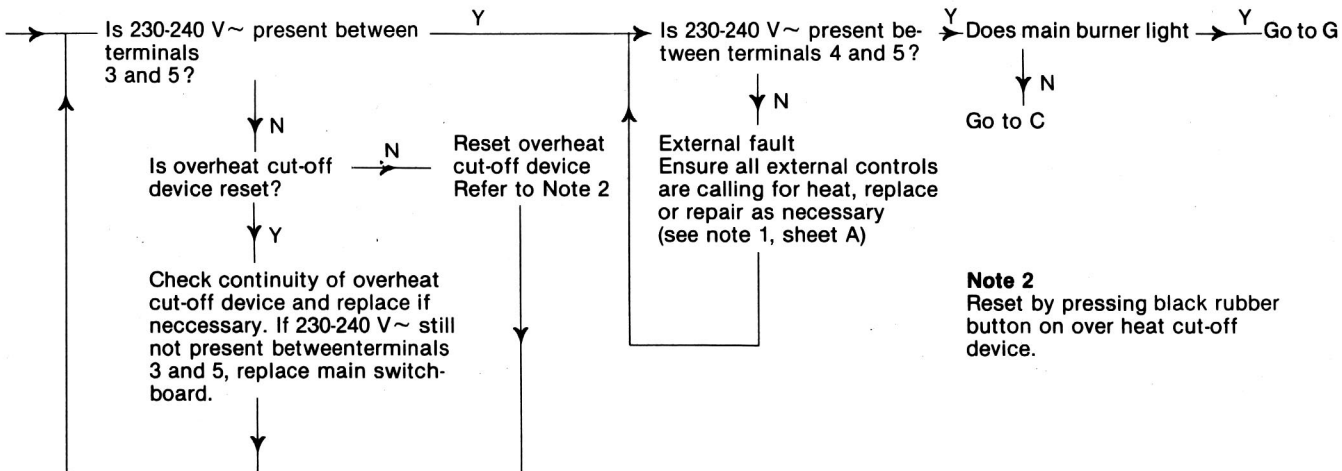 Is 230-240 V~ present between
terminals
3 and 5?
Y
Is 230-240 V~ present be-
tween terminals 4 and 5?
Y
Does main burner light
Y
Go to G
N
Go to C
N
External fault
Ensure all external controls
are calling for heat, replace
or repair as necessary
(see note 1, sheet A)
N
Is overheat cut-off
device reset?
N
Reset overheat
cut-off device
Refer to Note 2
Y
Check continuity of overheat
cut-off device and replace if
neccessary. If 230-240 V~ still
not present betweenterminals
3 and 5, replace main switch-
board.
Note 2
Reset by pressing black rubber
button on over heat cut-off
device.